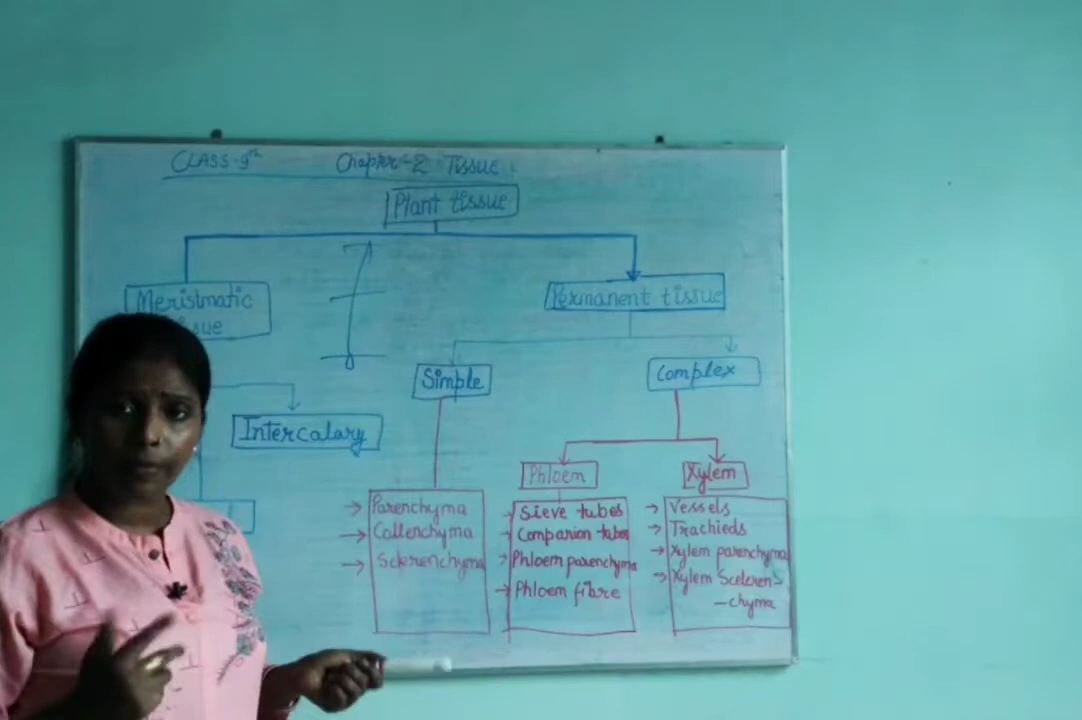 CLASS-9th Chapter-2 Tissue
Plant tissue
Meristmatic
Permanent tissue
Simple
Complex
Intercalary
Phloem
Xylem
Parenchyma
Collenchyma
Sclerenchyma
Sieve tubes
Companion tubes
Phloem parenchyma
Phloem fibre
Vessels
Trachieds
Xylem parenchyma
Xylem Sceleren
-chyma